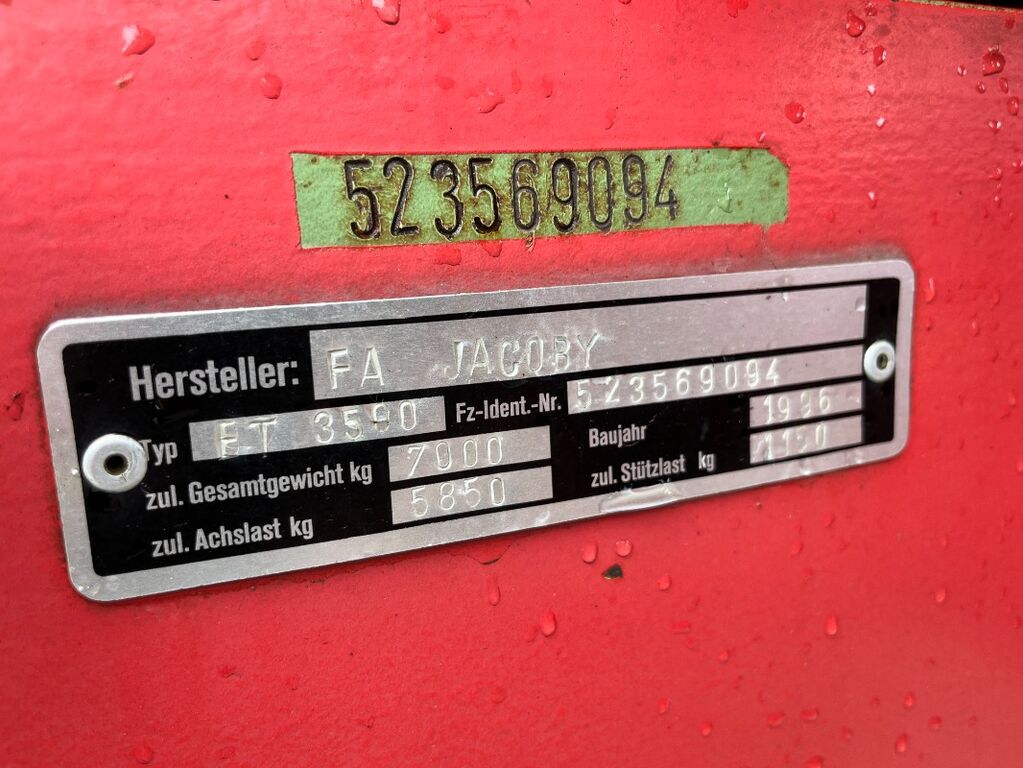 523569094
Hersteller: FA JACOBY
Typ ET 3590 Fz-Ident.-Nr. 523569094
zul. Gesamtgewicht kg 7000 Baujahr 1996
zul. Achslast kg 5850 zul. Stützlast kg 1150